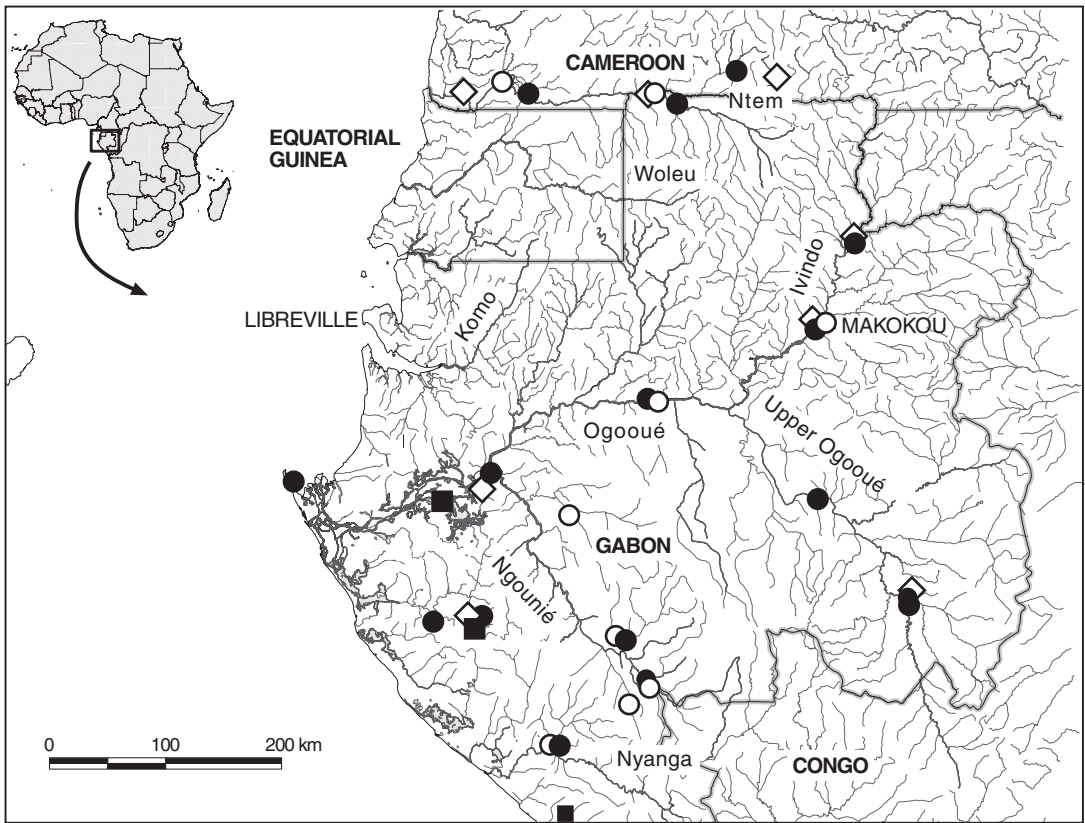 CAMEROON
Ntem
EQUATORIAL
GUINEA
Woleu
Ivindo
Komo
LIBREVILLE
MAKOKOU
Upper Ogooué
Ogooué
GABON
Ngounié
0 100 200 km
Nyanga
CONGO